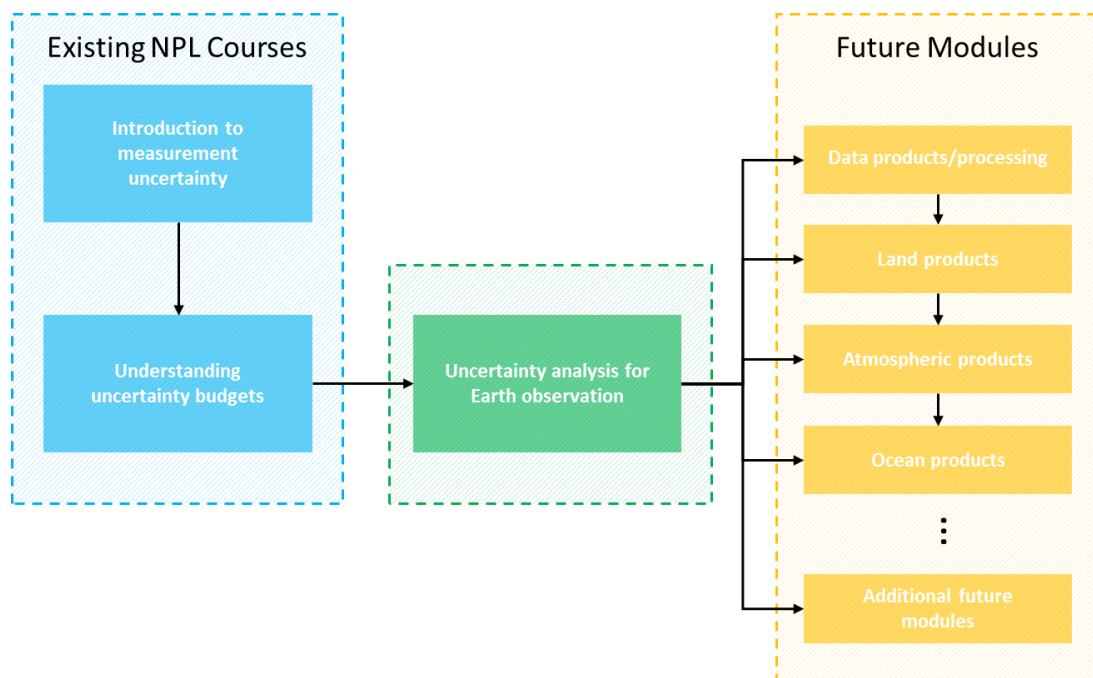 Existing NPL Courses
Introduction to
measurement
uncertainty
Understanding
uncertainty budgets
Uncertainty analysis for
Earth observation
Future Modules
Data products/processing
Land products
Atmospheric products
Ocean products
⋮
Additional future
modules